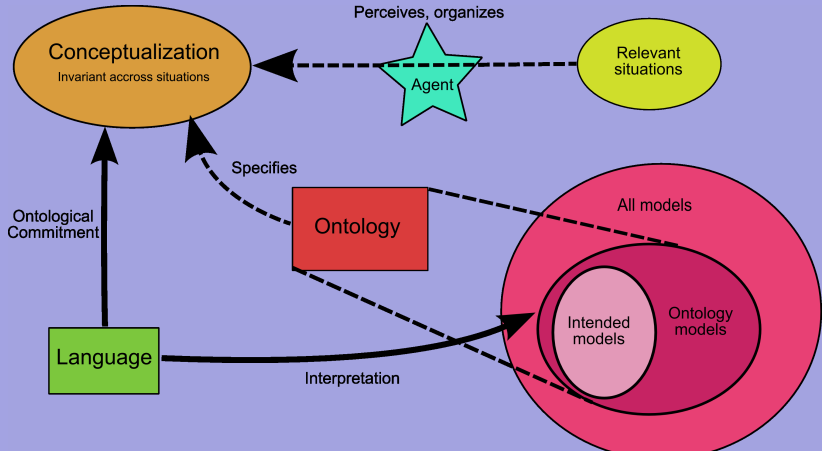 Perceives, organizes
Conceptualization
Invariant accross situations
Agent
Relevant
situations
Specifies
Ontological
Commitment
Ontology
All models
Intended
models
Ontology
models
Language
Interpretation